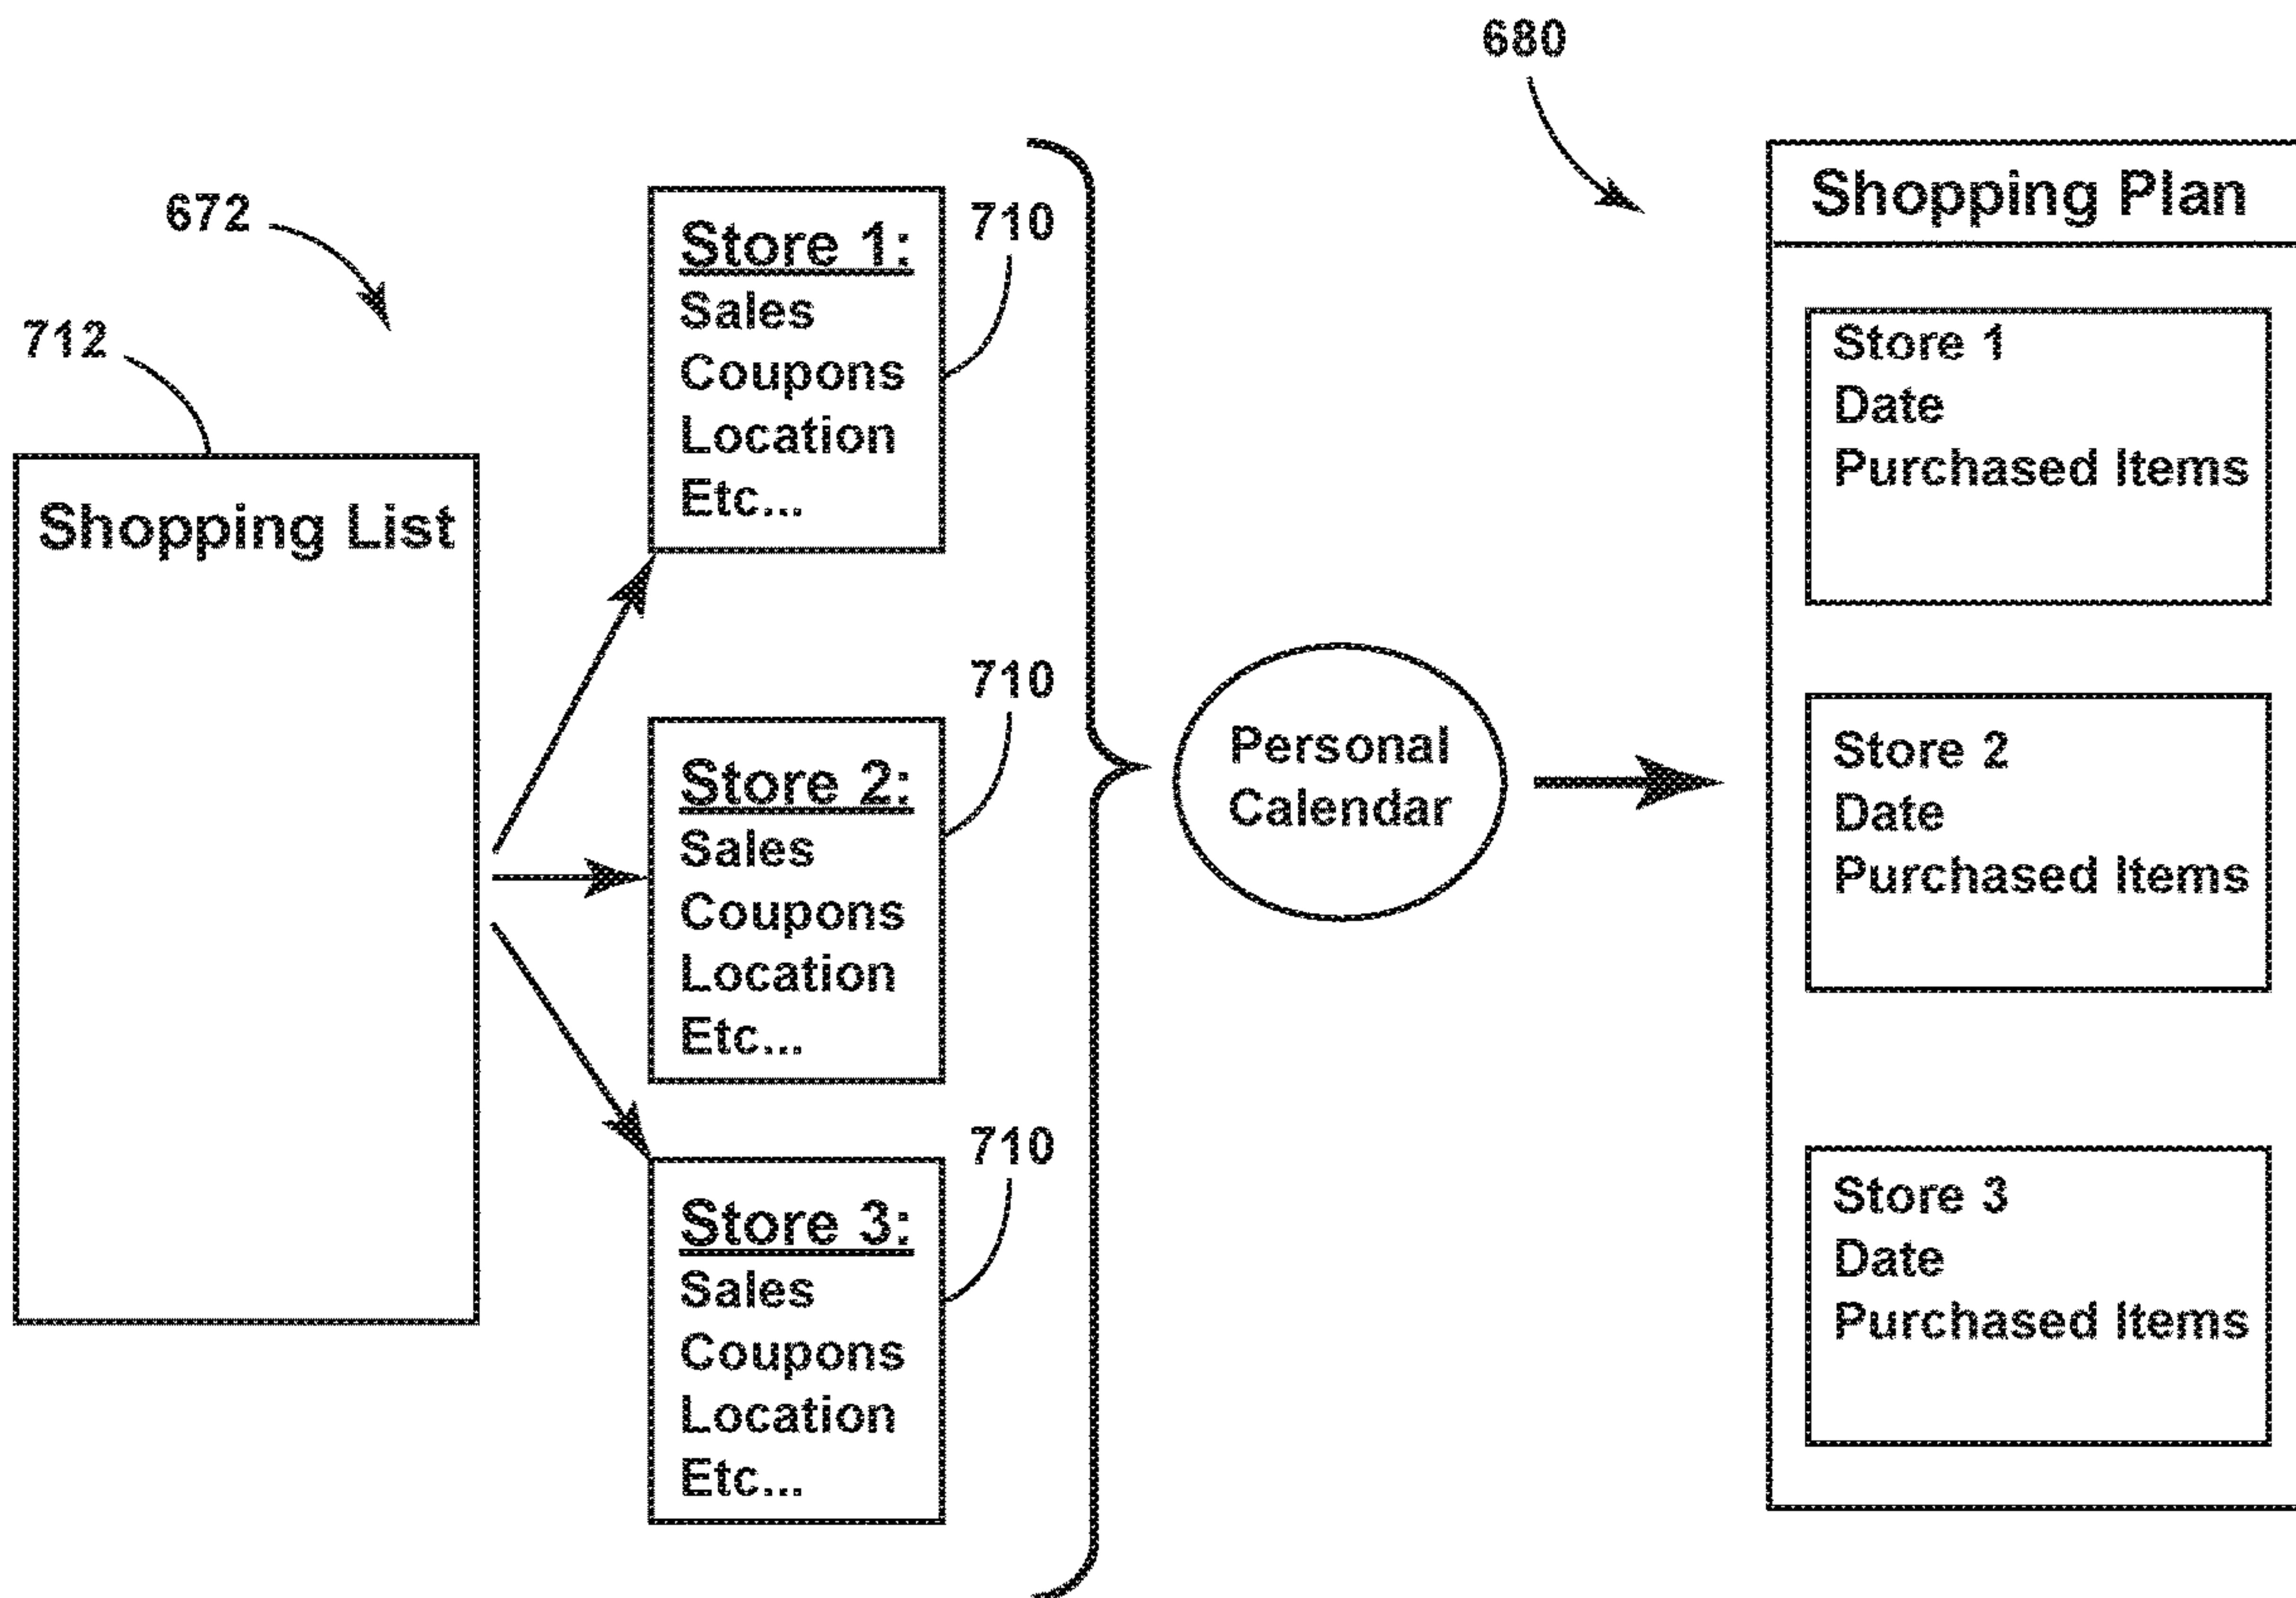 680
672
712
Shopping List
710
Store 1:
Sales
Coupons
Location
Etc...
710
Store 2:
Sales
Coupons
Location
Etc...
710
Store 3:
Sales
Coupons
Location
Etc...
Personal
Calendar
Shopping Plan
Store 1
Date
Purchased Items
Store 2
Date
Purchased Items
Store 3
Date
Purchased Items